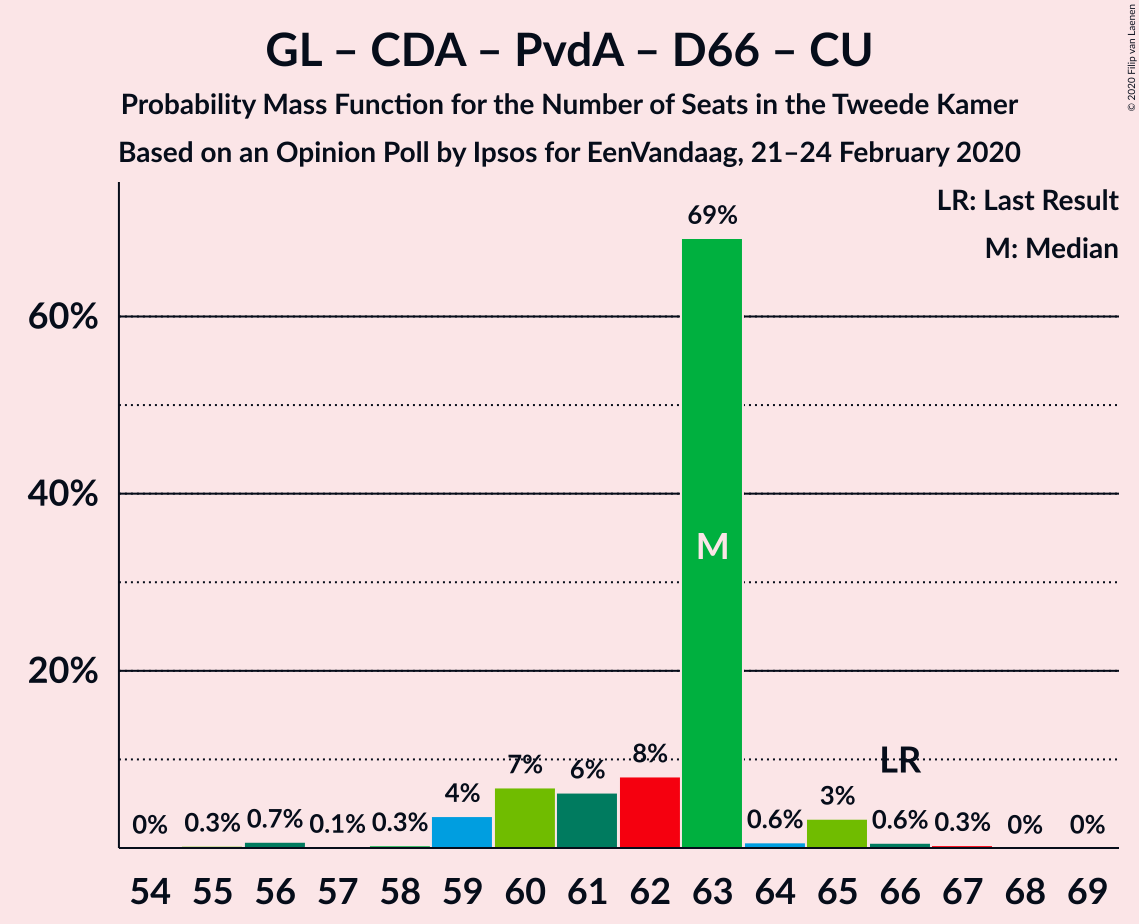 GL – CDA – PvdA – D66 – CU
Probability Mass Function for the Number of Seats in the Tweede Kamer
Based on an Opinion Poll by Ipsos for EenVandaag, 21–24 February 2020
© 2020 Filip van Laenen
LR: Last Result
M: Median
69%
60%
M
40%
20%
LR
0% 0.3% 0.7% 0.1% 0.3% 4% 7% 6% 8% 0.6% 3% 0.6% 0.3% 0% 0%
54 55 56 57 58 59 60 61 62 63 64 65 66 67 68 69